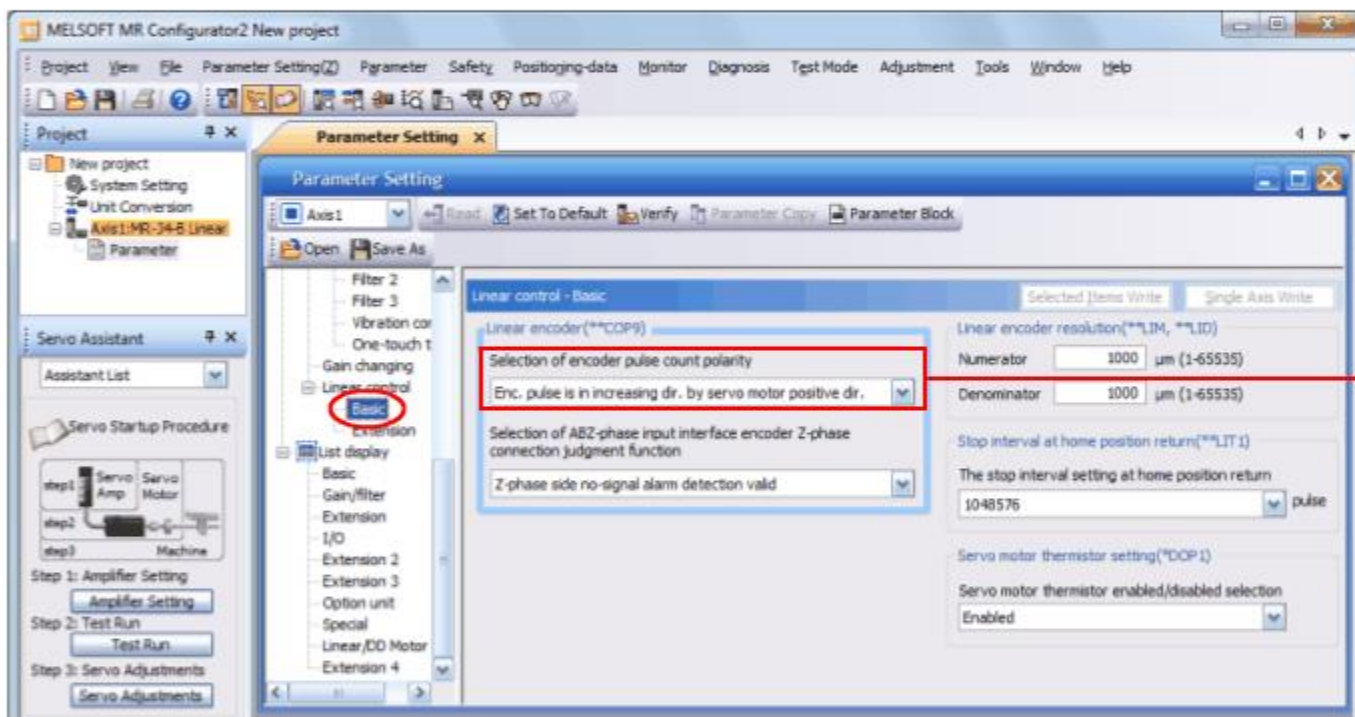 MELSOFT MR Configurator2 New project
Project View File Parameter Setting(Z) Parameter Safety Positioning-data Monitor Diagnosis Test Mode Adjustment Tools Window Help
Project
New project
System Setting
Unit Conversion
Axis1:MR-J4-B Linear
Parameter
Servo Assistant
Assistant List
Servo Startup Procedure
step1 Servo Amp Servo Motor
step2
step3 Machine
Step 1: Amplifier Setting
Amplifier Setting
Step 2: Test Run
Test Run
Step 3: Servo Adjustments
Servo Adjustments
Parameter Setting
Parameter Setting
Axis1 Read Set To Default Verify Parameter Copy Parameter Block
Open Save As
Filter 2
Filter 3
Vibration cor
One-touch t
Gain changing
Linear control
Basic
Extension
List display
Basic
Gain/filter
Extension
I/O
Extension 2
Extension 3
Option unit
Special
Linear/DD Motor
Extension 4
Linear control - Basic Selected Items Write Single Axis Write
Linear encoder(**COP9)
Selection of encoder pulse count polarity
Enc. pulse is in increasing dir. by servo motor positive dir.
Selection of ABZ-phase input interface encoder Z-phase
connection judgment function
Z-phase side no-signal alarm detection valid
Linear encoder resolution(**LIM, **LID)
Numerator 1000 µm (1-65535)
Denominator 1000 µm (1-65535)
Stop interval at home position return(**LIT1)
The stop interval setting at home position return
1048576 pulse
Servo motor thermistor setting(*DOP1)
Servo motor thermistor enabled/disabled selection
Enabled